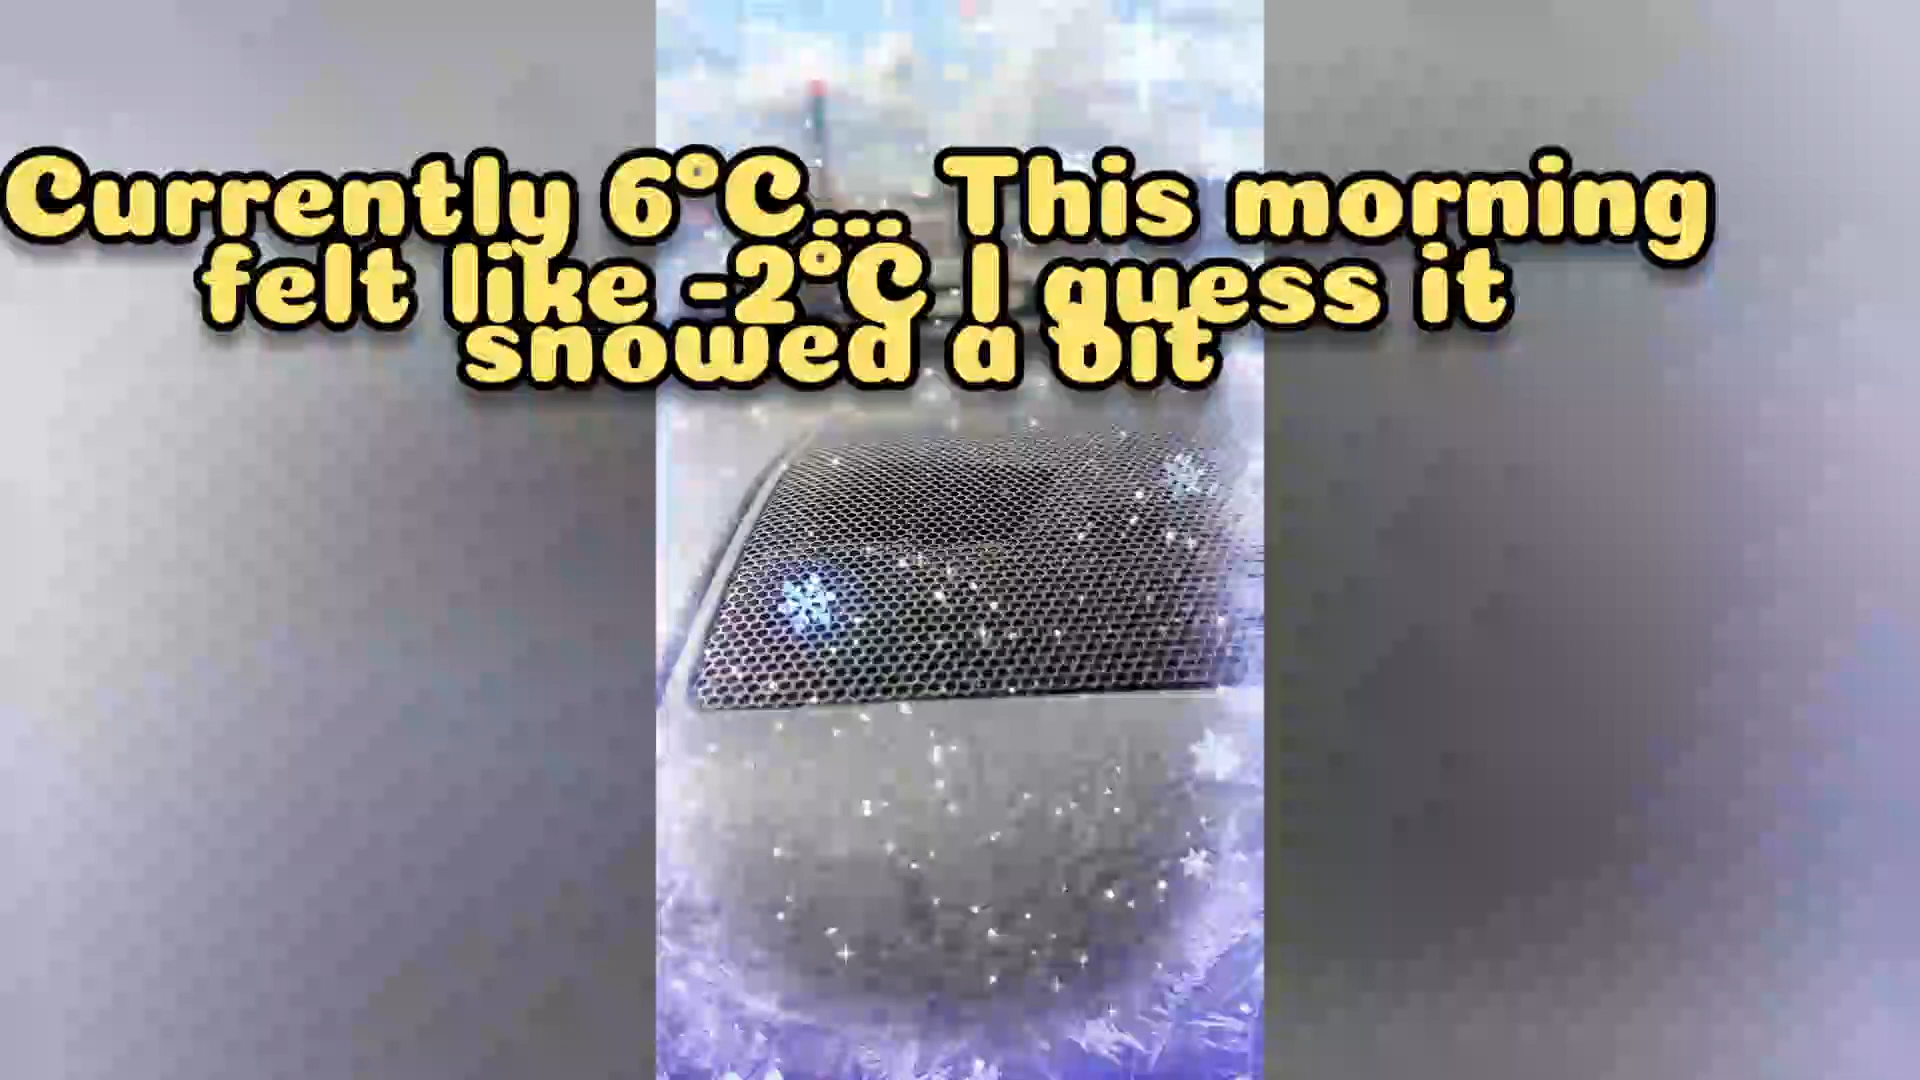 Currently 6°C... This morning
felt like -2°C I guess it
snowed a bit